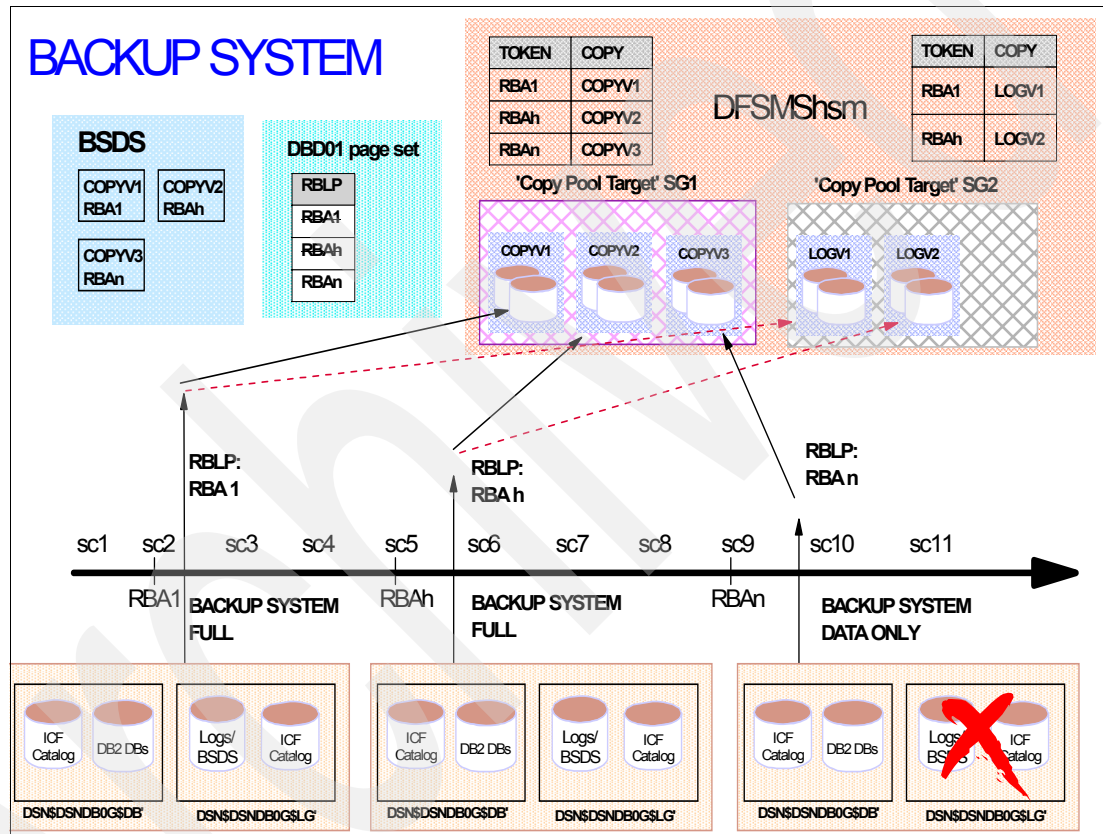 BACKUP SYSTEM
BSDS
COPYV1
RBA1
COPYV2
RBAh
COPYV3
RBAn
DBD01 page set
RBLP
RBA1
RBAh
RBAn
TOKEN COPY
RBA1 COPYV1
RBAh COPYV2
RBAn COPYV3
DFSMShsm
TOKEN COPY
RBA1 LOGV1
RBAh LOGV2
'Copy Pool Target' SG1
'Copy Pool Target' SG2
COPYV1 COPYV2 COPYV3
LOGV1 LOGV2
RBLP:
RBA 1
RBLP:
RBA h
RBLP:
RBA n
sc1 sc2 sc3 sc4 sc5 sc6 sc7 sc8 sc9 sc10 sc11
RBA1
BACKUP SYSTEM
FULL
RBAh
BACKUP SYSTEM
FULL
RBAn
BACKUP SYSTEM
DATA ONLY
ICF
Catalog
DB2 DBs
Logs/
BSDS
ICF
Catalog
DSN$DSNDB0G$DB'
DSN$DSNDB0G$LG'
ICF
Catalog
DB2 DBs
Logs/
BSDS
ICF
Catalog
DSN$DSNDB0G$DB'
DSN$DSNDB0G$LG'
ICF
Catalog
DB2 DBs
Logs/
BSDS
ICF
Catalog
DSN$DSNDB0G$DB'
DSN$DSNDB0G$LG'